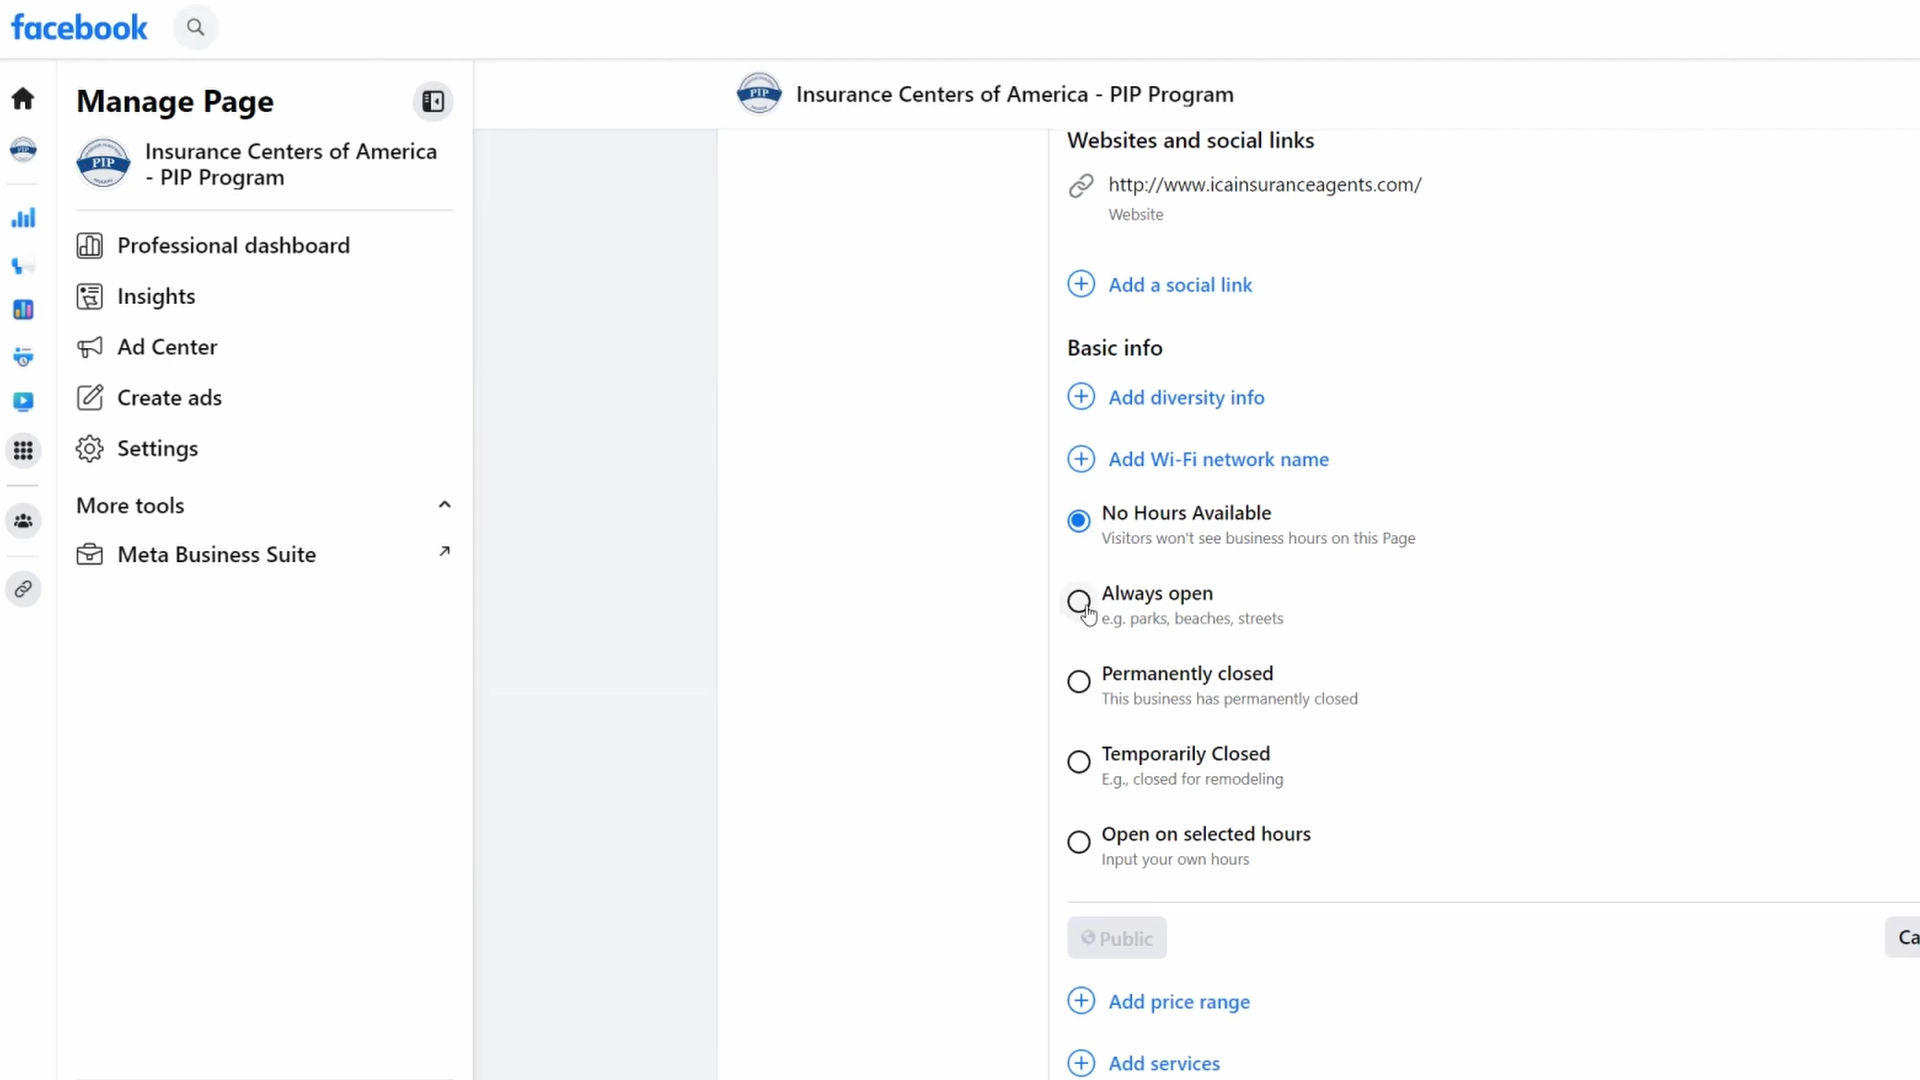 facebook
Manage Page
PIP
Insurance Centers of America
- PIP Program
Professional dashboard
Insights
Ad Center
Create ads
Settings
More tools
Meta Business Suite
PIP
Insurance Centers of America - PIP Program
Websites and social links
http://www.icainsuranceagents.com/
Website
Add a social link
Basic info
Add diversity info
Add Wi-Fi network name
No Hours Available
Visitors won't see business hours on this Page
Always open
e.g. parks, beaches, streets
Permanently closed
This business has permanently closed
Temporarily Closed
E.g., closed for remodeling
Open on selected hours
Input your own hours
Public
Ca
Add price range
Add services